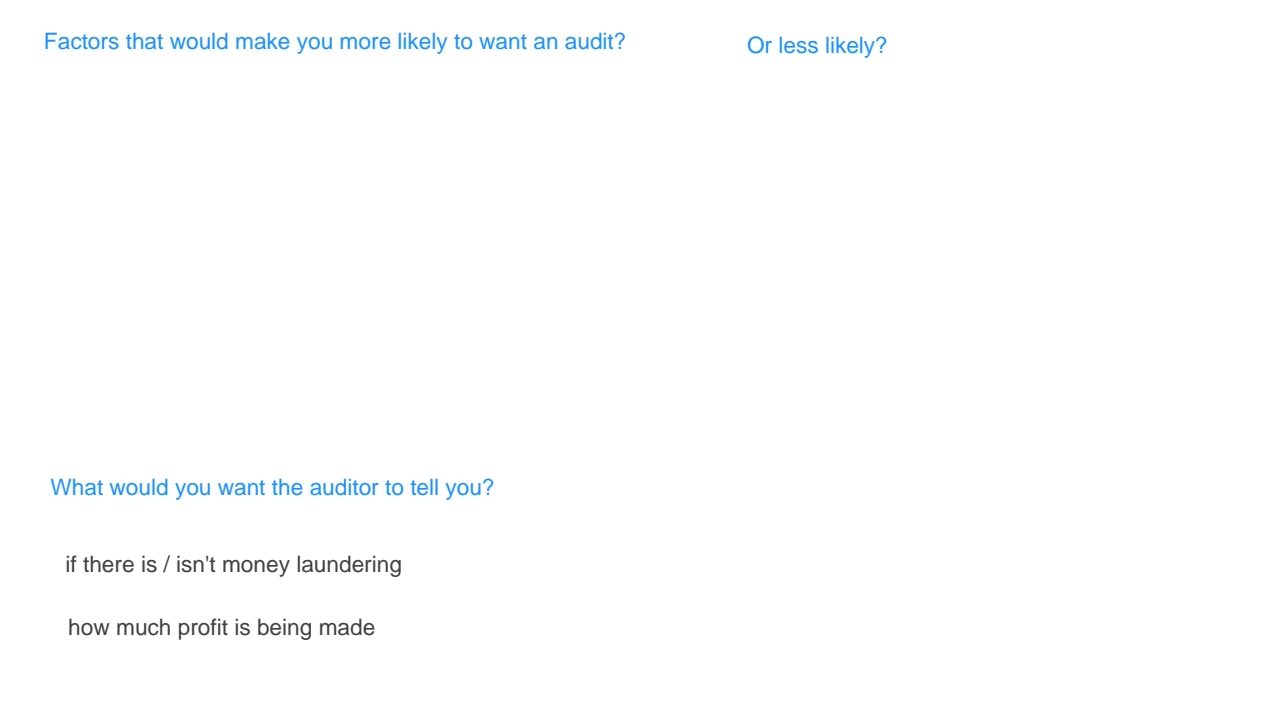 Factors that would make you more likely to want an audit?
Or less likely?
What would you want the auditor to tell you?
if there is / isn't money laundering
how much profit is being made